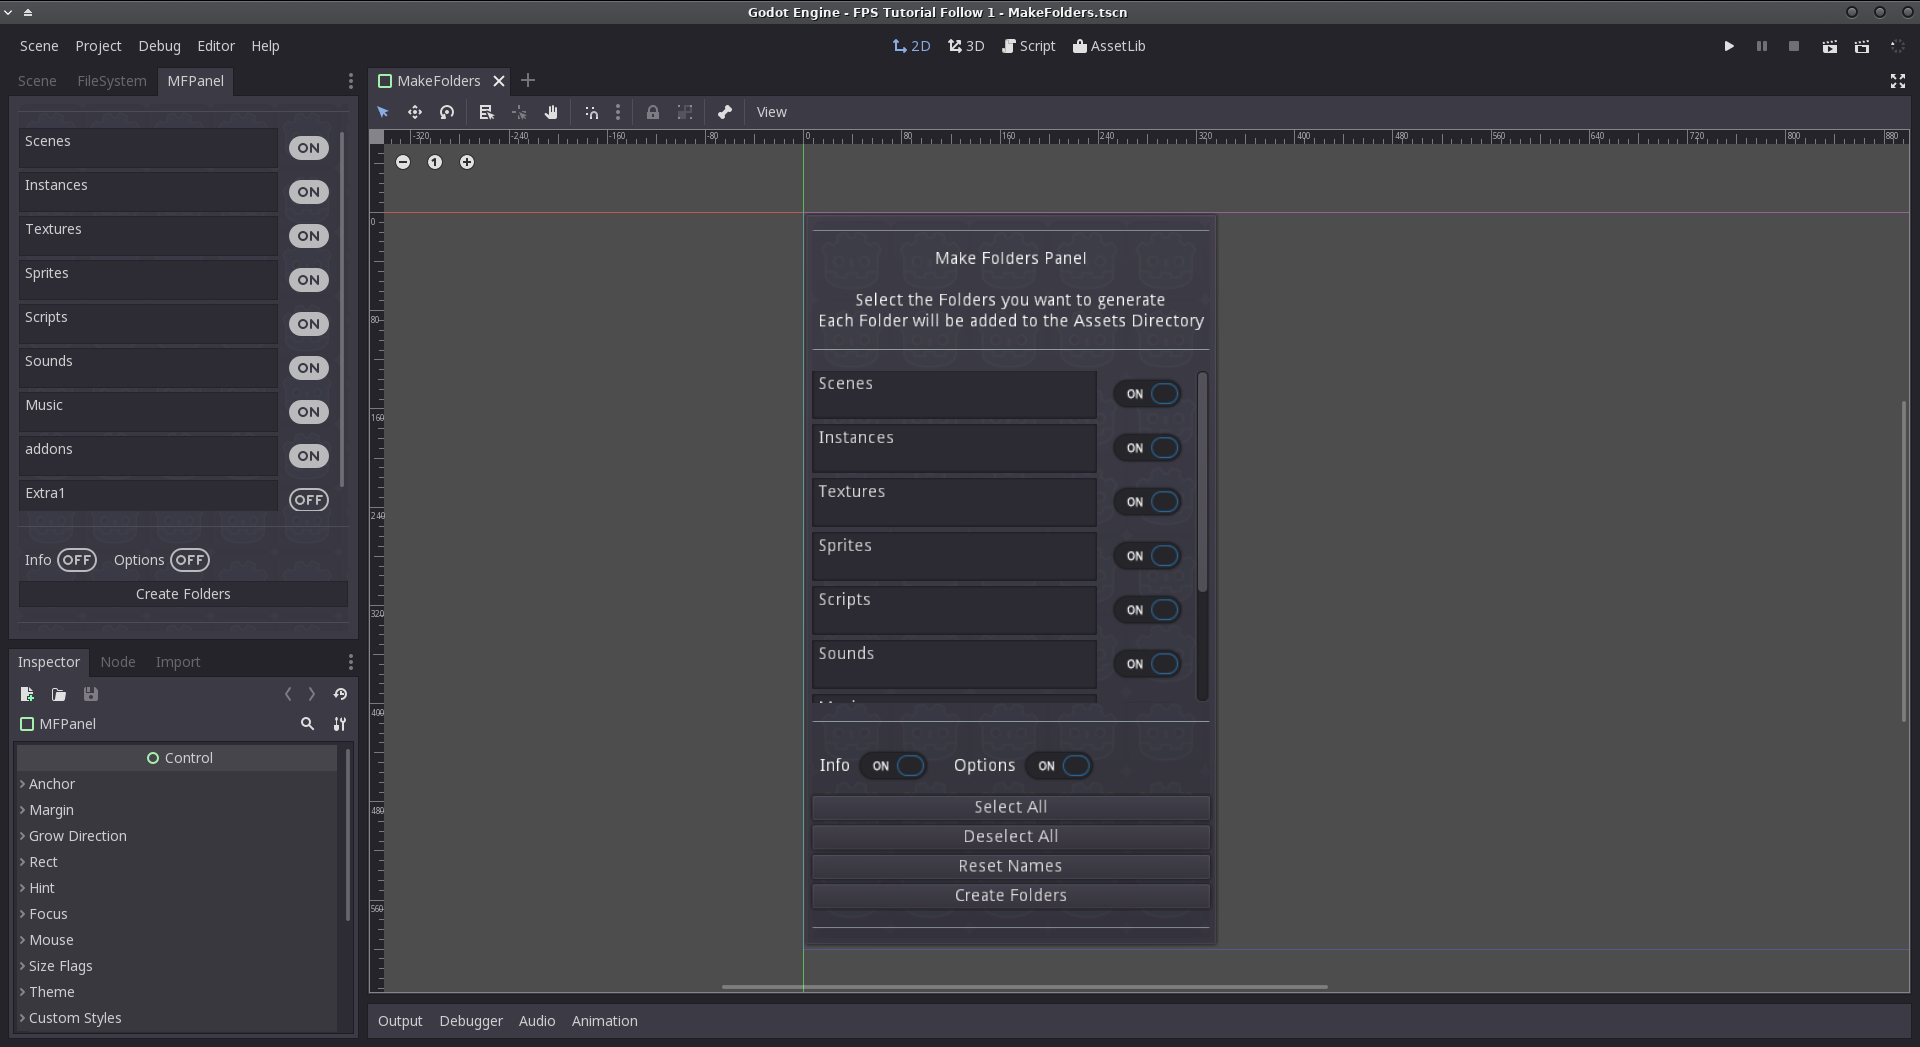 Godot Engine - FPS Tutorial Follow 1 - MakeFolders.tscn
Scene Project Debug Editor Help
2D 3D Script AssetLib
Scene FileSystem MFPanel
MakeFolders
View
Scenes ON
Instances ON
Textures ON
Sprites ON
Scripts ON
Sounds ON
Music ON
addons ON
Extra1 OFF
Info OFF Options OFF
Create Folders
Inspector Node Import
MFPanel
Control
Anchor
Margin
Grow Direction
Rect
Hint
Focus
Mouse
Size Flags
Theme
Custom Styles
-320 -240 -160 -80 0 80 160 240 320 400 480 560 640 720 800 880
1
0
80
160
240
320
400
480
560
Make Folders Panel
Select the Folders you want to generate
Each Folder will be added to the Assets Directory
Scenes ON
Instances ON
Textures ON
Sprites ON
Scripts ON
Sounds ON
Info ON Options ON
Select All
Deselect All
Reset Names
Create Folders
Output Debugger Audio Animation